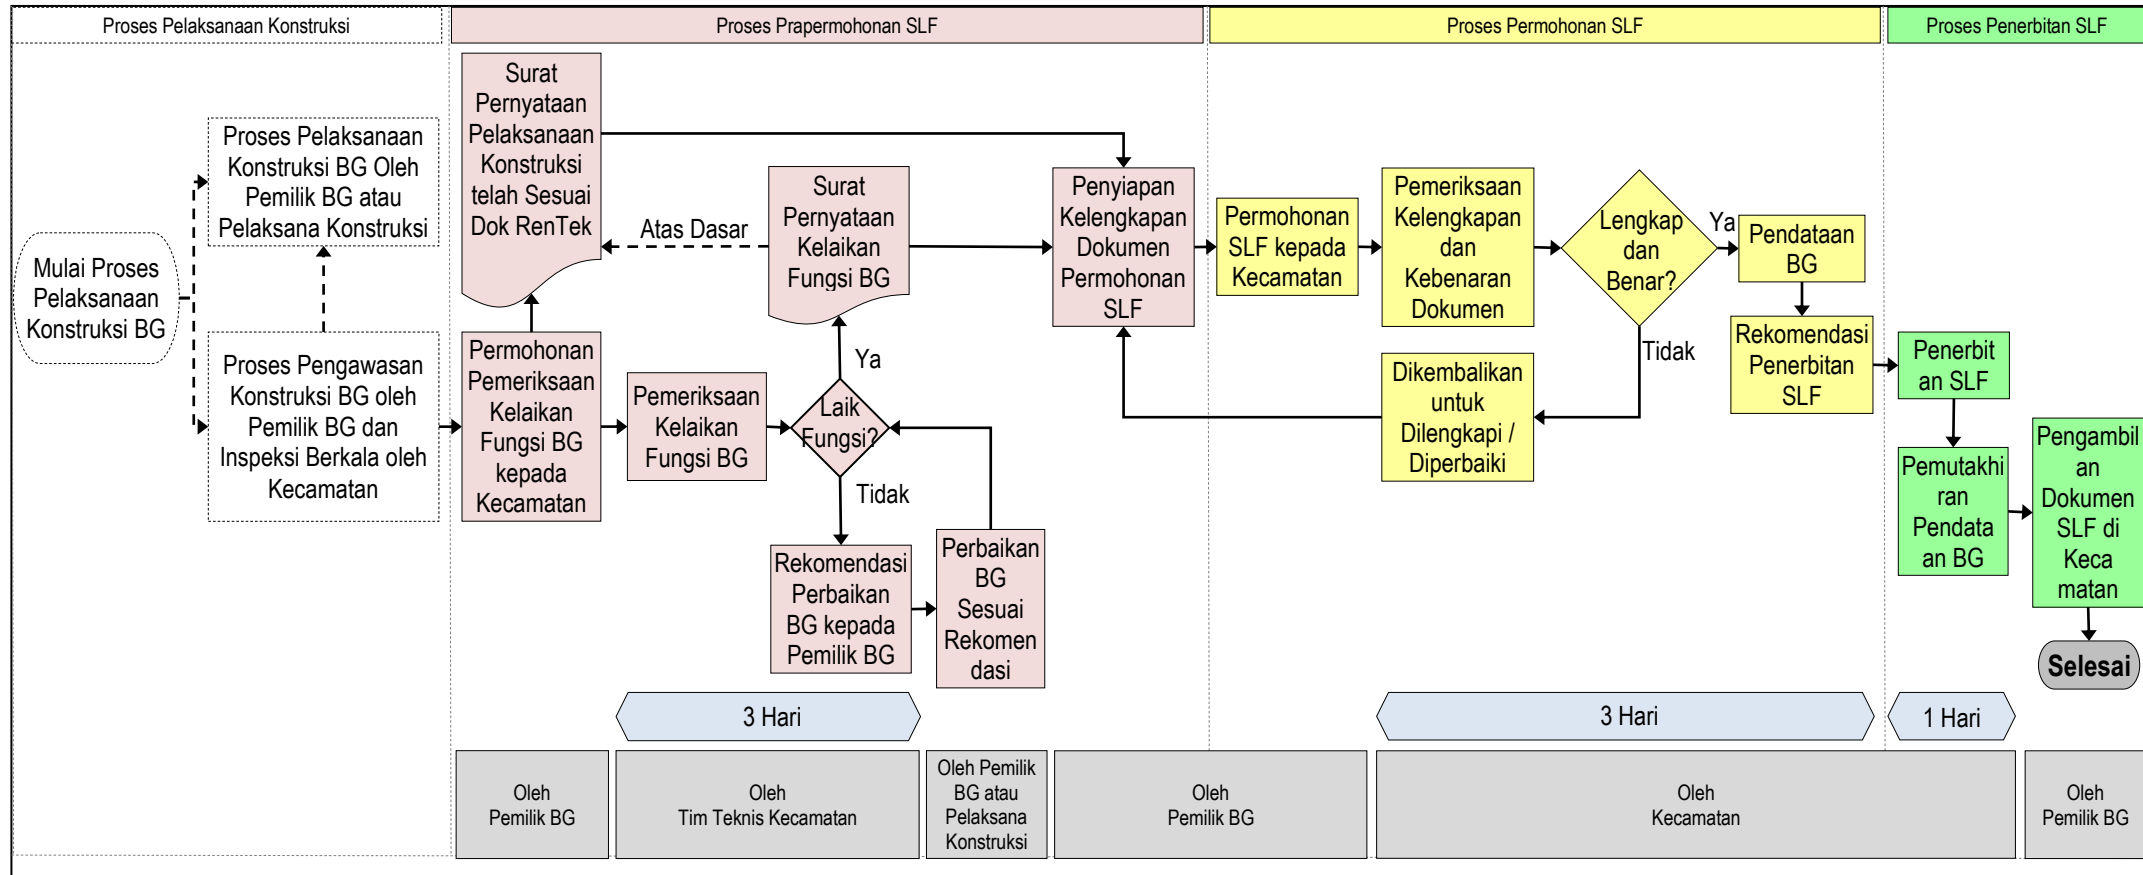 Proses Pelaksanaan Konstruksi
Proses Prapermohonan SLF
Proses Permohonan SLF
Proses Penerbitan SLF
Mulai Proses
Pelaksanaan
Konstruksi BG
Proses Pelaksanaan
Konstruksi BG Oleh
Pemilik BG atau
Pelaksana Konstruksi
Proses Pengawasan
Konstruksi BG oleh
Pemilik BG dan
Inspeksi Berkala oleh
Kecamatan
Surat
Pernyataan
Pelaksanaan
Konstruksi
telah Sesuai
Dok RenTek
Atas Dasar
Surat
Pernyataan
Kelaikan
Fungsi BG
Permohonan
Pemeriksaan
Kelaikan
Fungsi BG
kepada
Kecamatan
Pemeriksaan
Kelaikan
Fungsi BG
Ya
Laik
Fungsi?
Tidak
Rekomendasi
Perbaikan
BG kepada
Pemilik BG
Perbaikan
BG
Sesuai
Rekomen
dasi
Penyiapan
Kelengkapan
Dokumen
Permohonan
SLF
Permohonan
SLF kepada
Kecamatan
Pemeriksaan
Kelengkapan
dan
Kebenaran
Dokumen
Lengkap
dan
Benar?
Ya
Tidak
Dikembalikan
untuk
Dilengkapi /
Diperbaiki
Pendataan
BG
Rekomendasi
Penerbitan
SLF
Penerbit
an SLF
Pemutakhi
ran
Pendata
an BG
Pengambil
an
Dokumen
SLF di
Keca
matan
Selesai
3 Hari
3 Hari
1 Hari
Oleh
Pemilik BG
Oleh
Tim Teknis Kecamatan
Oleh Pemilik
BG atau
Pelaksana
Konstruksi
Oleh
Pemilik BG
Oleh
Kecamatan
Oleh
Pemilik BG